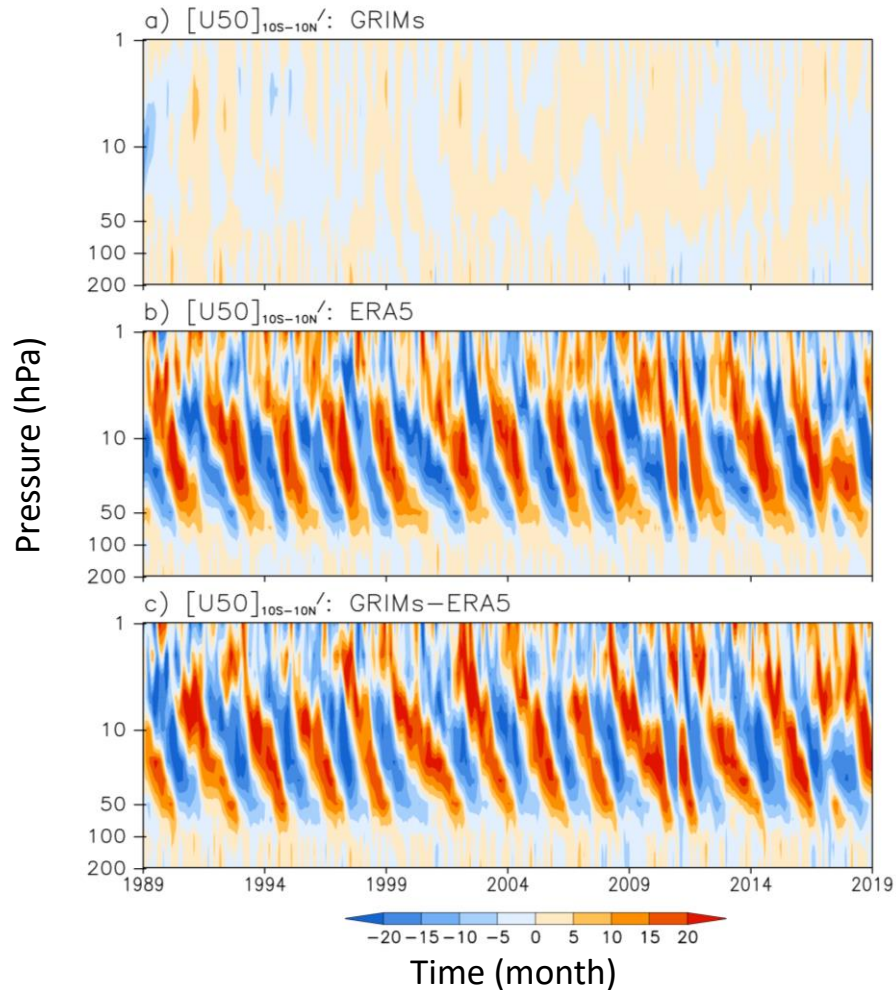 a) [U50]10S−10N′: GRIMs
1
10
50
100
200
b) [U50]10S−10N′: ERA5
1
10
50
100
200
c) [U50]10S−10N′: GRIMs−ERA5
1
10
50
100
200
Pressure (hPa)
1989 1994 1999 2004 2009 2014 2019
−20 −15 −10 −5 0 5 10 15 20
Time (month)